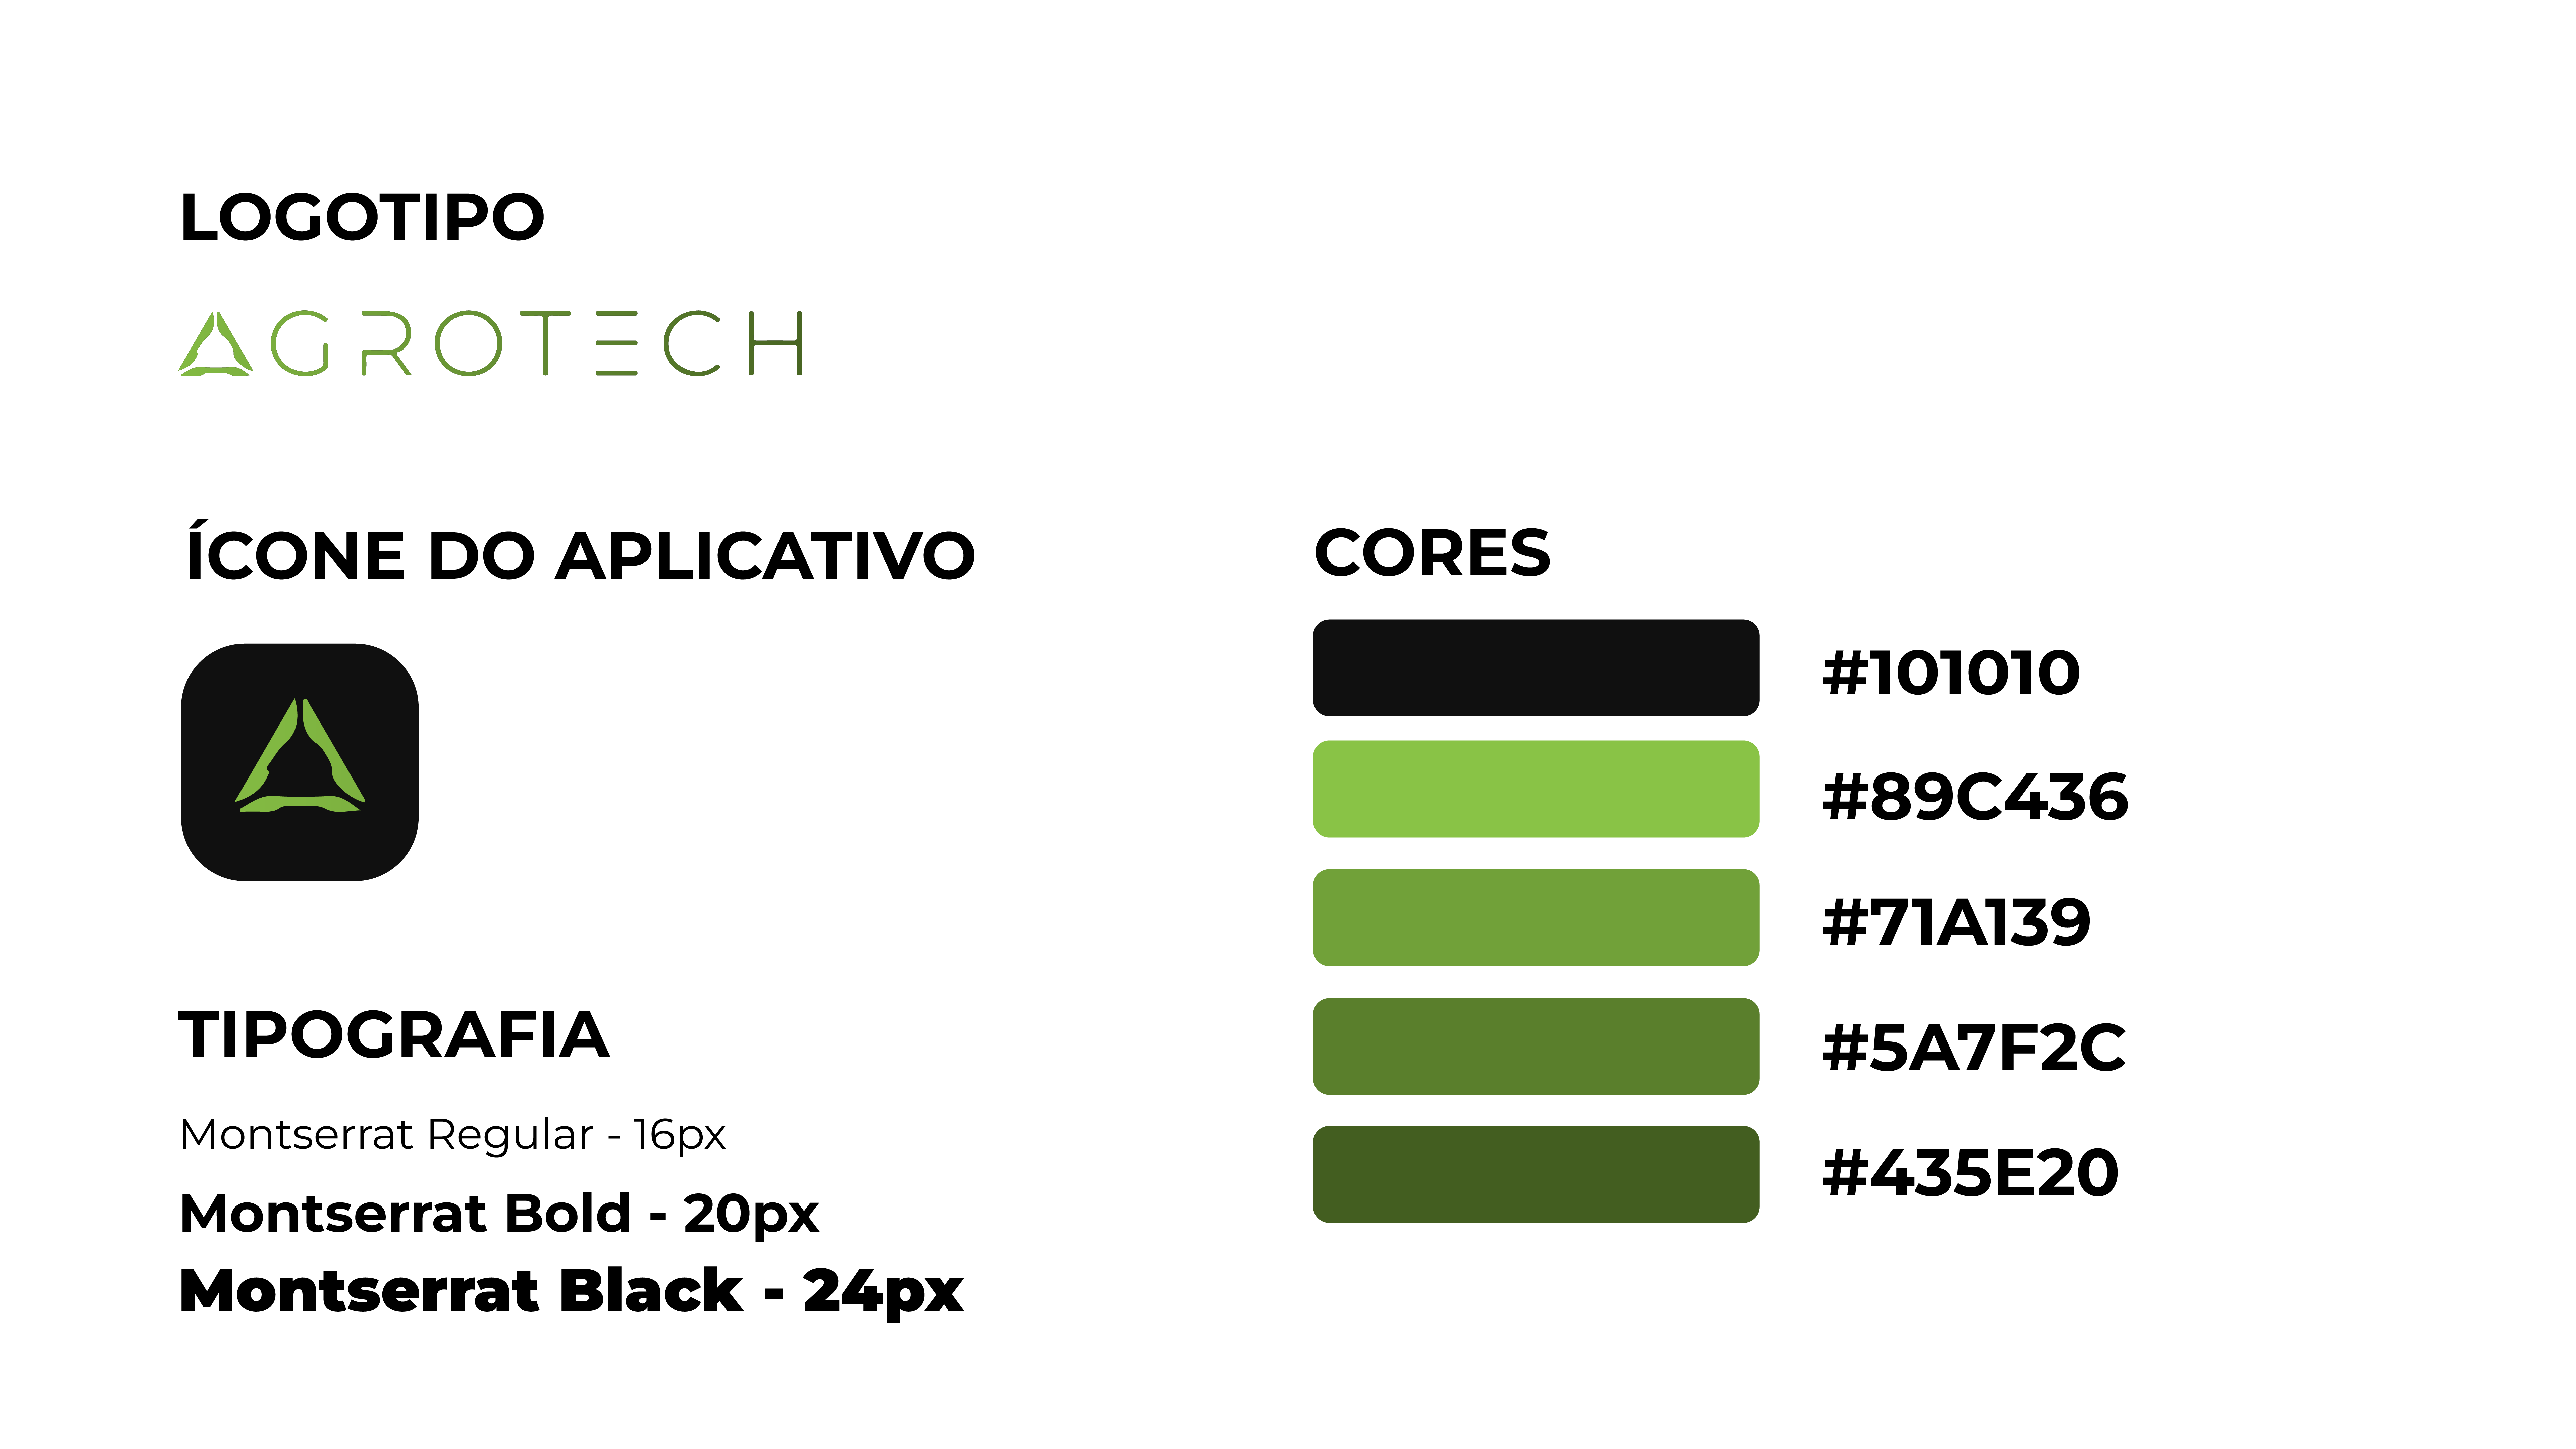 LOGOTIPO
AGROTECH
ÍCONE DO APLICATIVO
TIPOGRAFIA
Montserrat Regular - 16px
Montserrat Bold - 20px
Montserrat Black - 24px
CORES
#101010
#89C436
#71A139
#5A7F2C
#435E20